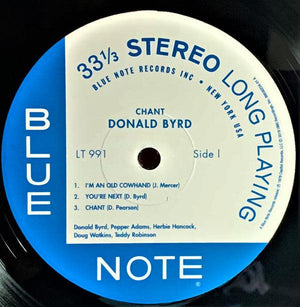 33 1/3 STEREO LONG PLAYING
BLUE NOTE RECORDS INC • NEW YORK USA
CHANT
DONALD BYRD
LT 991
Side 1
1. I'M AN OLD COWHAND (J. Mercer)
2. YOU'RE NEXT (D. Byrd)
3. CHANT (D. Pearson)
Donald Byrd, Pepper Adams, Herbie Hancock,
Doug Watkins, Teddy Robinson
BLUE
NOTE
®